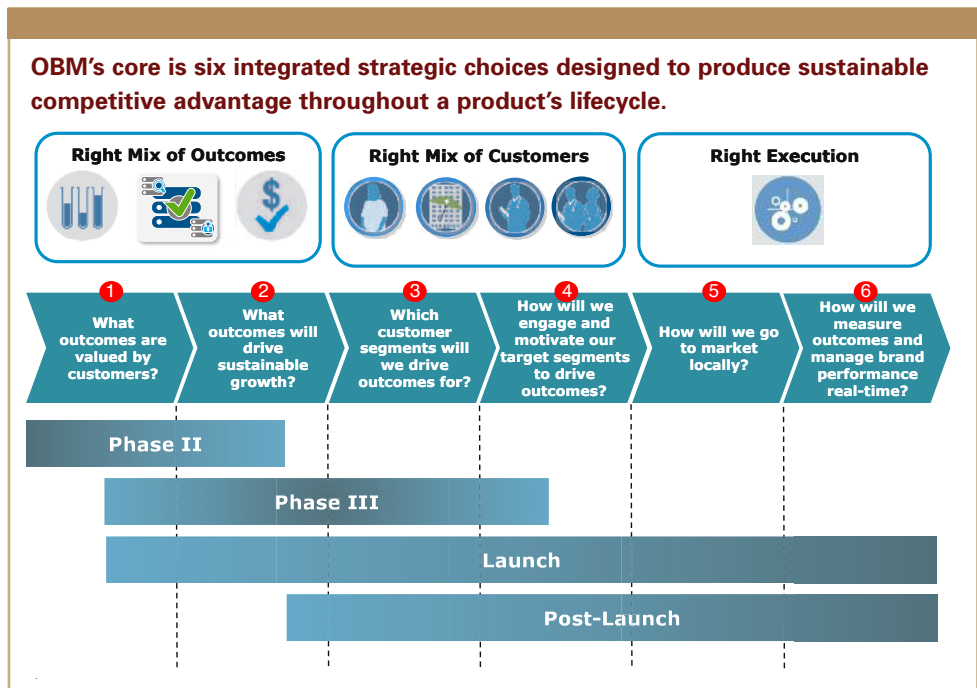 OBM’s core is six integrated strategic choices designed to produce sustainable
competitive advantage throughout a product’s lifecycle.
Right Mix of Outcomes
$
Right Mix of Customers
Right Execution
1
What
outcomes are
valued by
customers?
2
What
outcomes will
drive
sustainable
growth?
3
Which
customer
segments will
we drive
outcomes for?
4
How will we
engage and
motivate our
target segments
to drive
outcomes?
5
How will we go
to market
locally?
6
How will we
measure
outcomes and
manage brand
performance
real-time?
Phase II
Phase III
Launch
Post-Launch